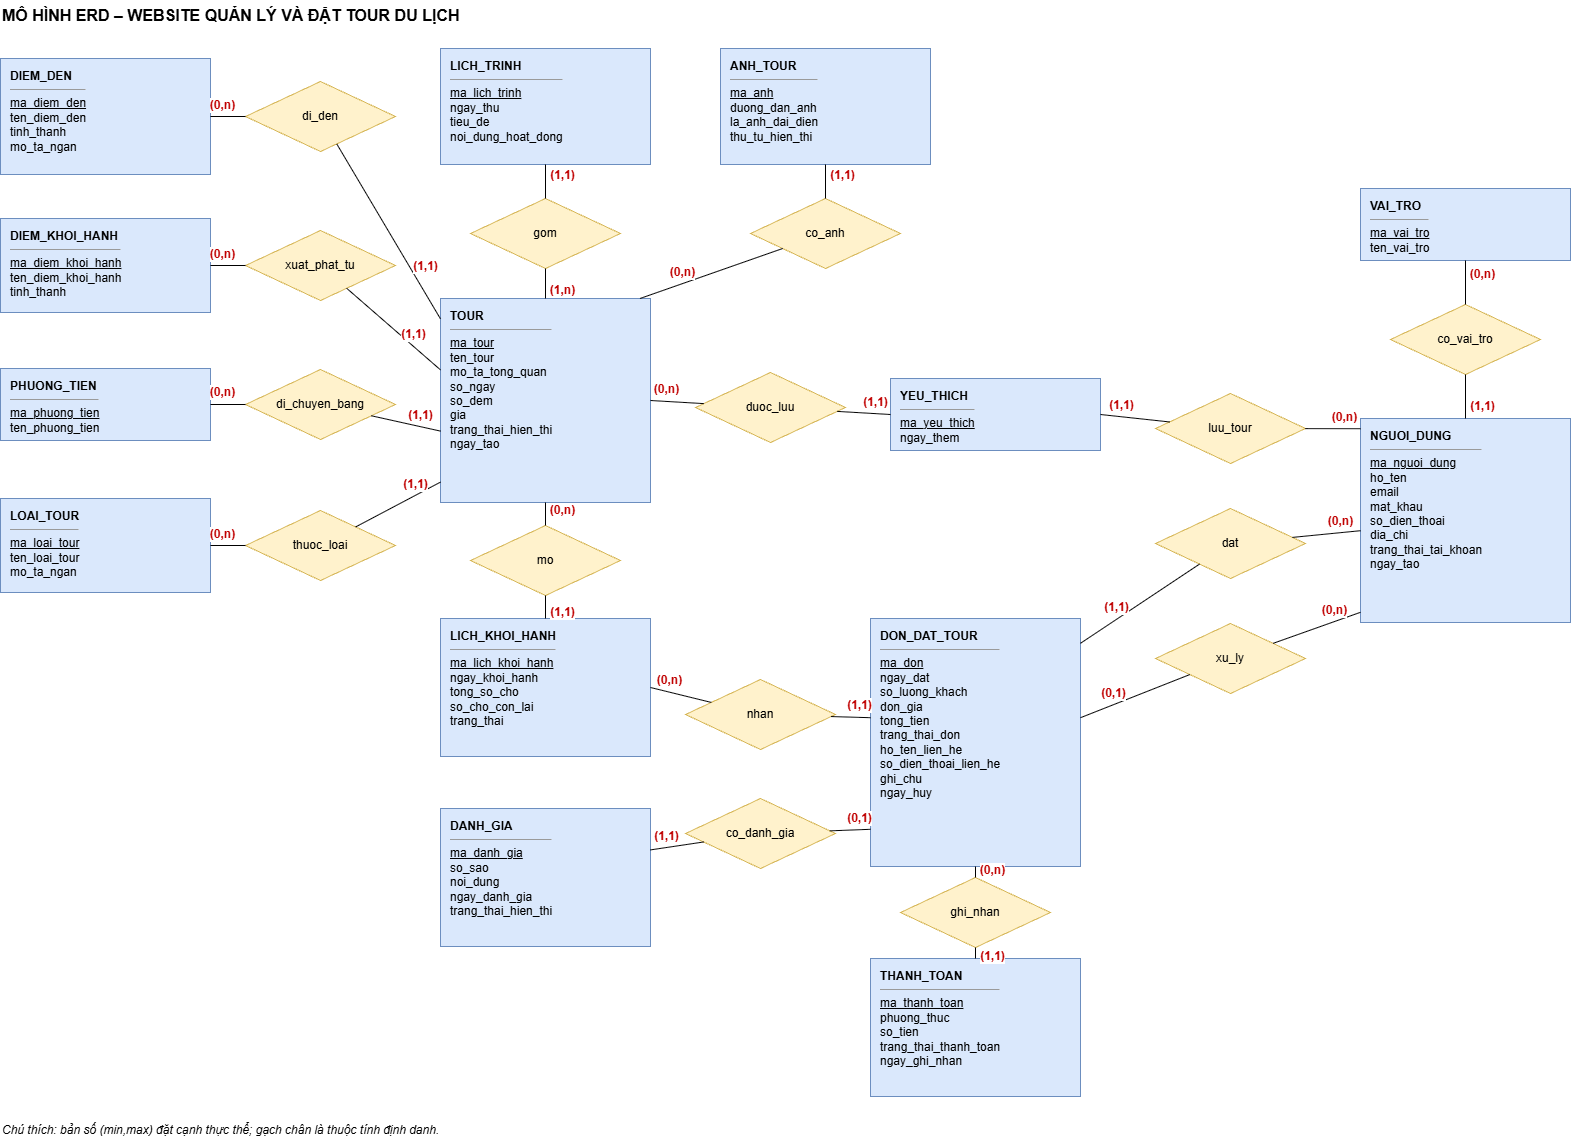 MÔ HÌNH ERD – WEBSITE QUẢN LÝ VÀ ĐẶT TOUR DU LỊCH
DIEM_DEN
ma_diem_den
ten_diem_den
tinh_thanh
mo_ta_ngan
(0,n)
di_den
(1,1)
LICH_TRINH
ma_lich_trinh
ngay_thu
tieu_de
noi_dung_hoat_dong
(1,1)
gom
(1,n)
ANH_TOUR
ma_anh
duong_dan_anh
la_anh_dai_dien
thu_tu_hien_thi
(1,1)
co_anh
(0,n)
VAI_TRO
ma_vai_tro
ten_vai_tro
(0,n)
co_vai_tro
(1,1)
DIEM_KHOI_HANH
ma_diem_khoi_hanh
ten_diem_khoi_hanh
tinh_thanh
(0,n)
xuat_phat_tu
(1,1)
PHUONG_TIEN
ma_phuong_tien
ten_phuong_tien
(0,n)
di_chuyen_bang
(1,1)
LOAI_TOUR
ma_loai_tour
ten_loai_tour
mo_ta_ngan
(0,n)
thuoc_loai
(1,1)
TOUR
ma_tour
ten_tour
mo_ta_tong_quan
so_ngay
so_dem
gia
trang_thai_hien_thi
ngay_tao
(0,n)
duoc_luu
(1,1)
YEU_THICH
ma_yeu_thich
ngay_them
(1,1)
luu_tour
(0,n)
NGUOI_DUNG
ma_nguoi_dung
ho_ten
email
mat_khau
so_dien_thoai
dia_chi
trang_thai_tai_khoan
ngay_tao
(0,n)
mo
(1,1)
(0,n)
dat
(1,1)
(0,n)
xu_ly
(0,1)
LICH_KHOI_HANH
ma_lich_khoi_hanh
ngay_khoi_hanh
tong_so_cho
so_cho_con_lai
trang_thai
(0,n)
nhan
(1,1)
DON_DAT_TOUR
ma_don
ngay_dat
so_luong_khach
don_gia
tong_tien
trang_thai_don
ho_ten_lien_he
so_dien_thoai_lien_he
ghi_chu
ngay_huy
DANH_GIA
ma_danh_gia
so_sao
noi_dung
ngay_danh_gia
trang_thai_hien_thi
(1,1)
co_danh_gia
(0,1)
(0,n)
ghi_nhan
(1,1)
THANH_TOAN
ma_thanh_toan
phuong_thuc
so_tien
trang_thai_thanh_toan
ngay_ghi_nhan
Chú thích: bản số (min,max) đặt cạnh thực thể; gạch chân là thuộc tính định danh.